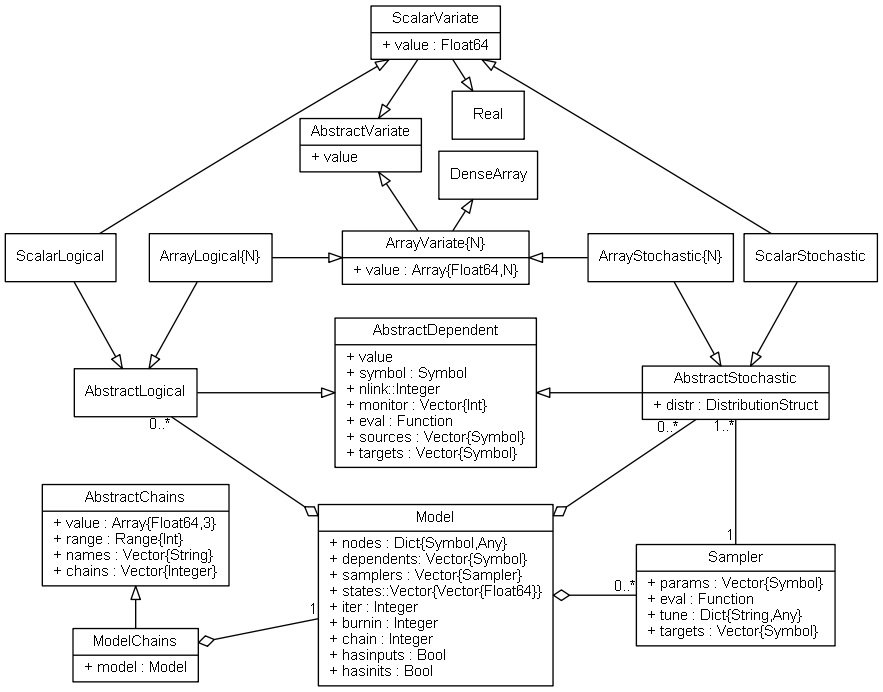 ScalarVariate
+ value : Float64
Real
AbstractVariate
+ value
DenseArray
ScalarLogical
ArrayLogical{N}
ArrayVariate{N}
+ value : Array{Float64,N}
ArrayStochastic{N}
ScalarStochastic
AbstractDependent
+ value
+ symbol : Symbol
+ nlink::Integer
+ monitor : Vector{Int}
+ eval : Function
+ sources : Vector{Symbol}
+ targets : Vector{Symbol}
AbstractLogical
0..*
AbstractStochastic
+ distr : DistributionStruct
0..*
1..*
AbstractChains
+ value : Array{Float64,3}
+ range : Range{Int}
+ names : Vector{String}
+ chains : Vector{Integer}
Model
+ nodes : Dict{Symbol,Any}
+ dependents: Vector{Symbol}
+ samplers : Vector{Sampler}
+ states::Vector{Vector{Float64}}
+ iter : Integer
+ burnin : Integer
+ chain : Integer
+ hasinputs : Bool
+ hasinits : Bool
1
Sampler
+ params : Vector{Symbol}
+ eval : Function
+ tune : Dict{String,Any}
+ targets : Vector{Symbol}
0..*
1
ModelChains
+ model : Model